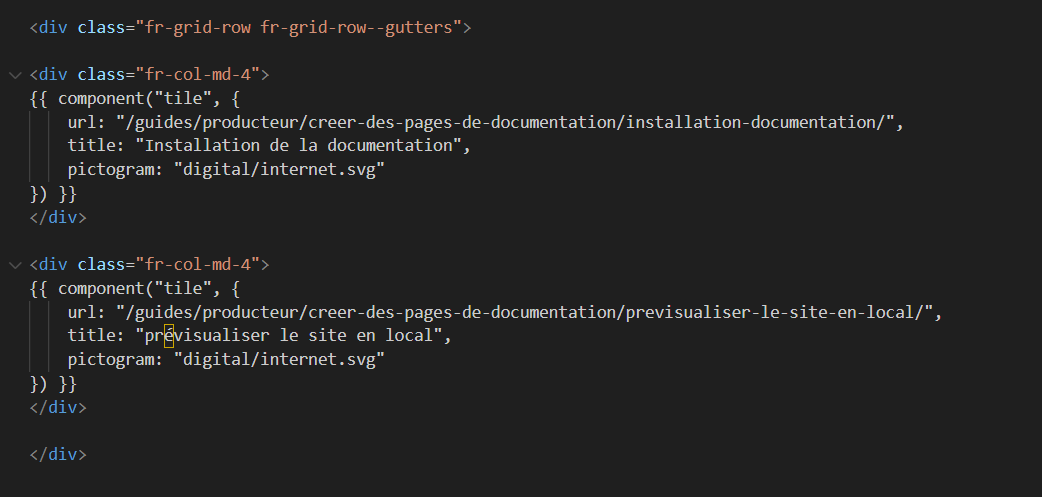 <div class="fr-grid-row fr-grid-row--gutters">
<div class="fr-col-md-4">
{{ component("tile", {
url: "/guides/producteur/creer-des-pages-de-documentation/installation-documentation/",
title: "Installation de la documentation",
pictogram: "digital/internet.svg"
}) }}
</div>
<div class="fr-col-md-4">
{{ component("tile", {
url: "/guides/producteur/creer-des-pages-de-documentation/previsualiser-le-site-en-local/",
title: "prévisualiser le site en local",
pictogram: "digital/internet.svg"
}) }}
</div>
</div>